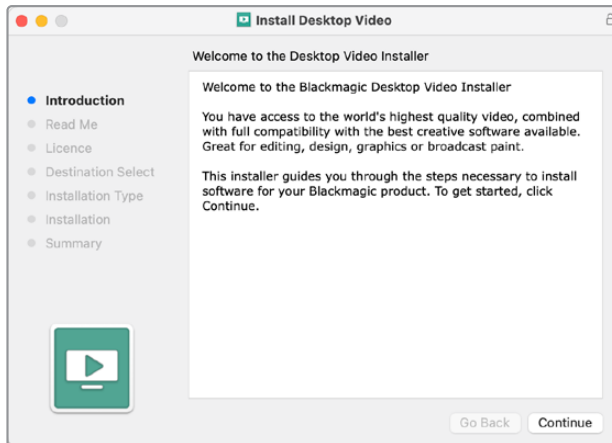 Install Desktop Video
Welcome to the Desktop Video Installer
Introduction
Read Me
Licence
Destination Select
Installation Type
Installation
Summary
Welcome to the Blackmagic Desktop Video Installer
You have access to the world's highest quality video, combined
with full compatibility with the best creative software available.
Great for editing, design, graphics or broadcast paint.
This installer guides you through the steps necessary to install
software for your Blackmagic product. To get started, click
Continue.
Go Back
Continue